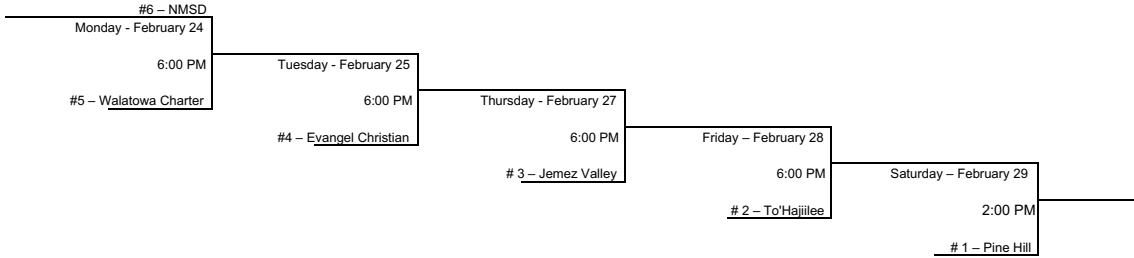 #6 – NMSD
Monday - February 24
6:00 PM
#5 – Walatowa Charter
Tuesday - February 25
6:00 PM
#4 – Evangel Christian
Thursday - February 27
6:00 PM
# 3 – Jemez Valley
Friday – February 28
6:00 PM
# 2 – To'Hajiilee
Saturday – February 29
2:00 PM
# 1 – Pine Hill